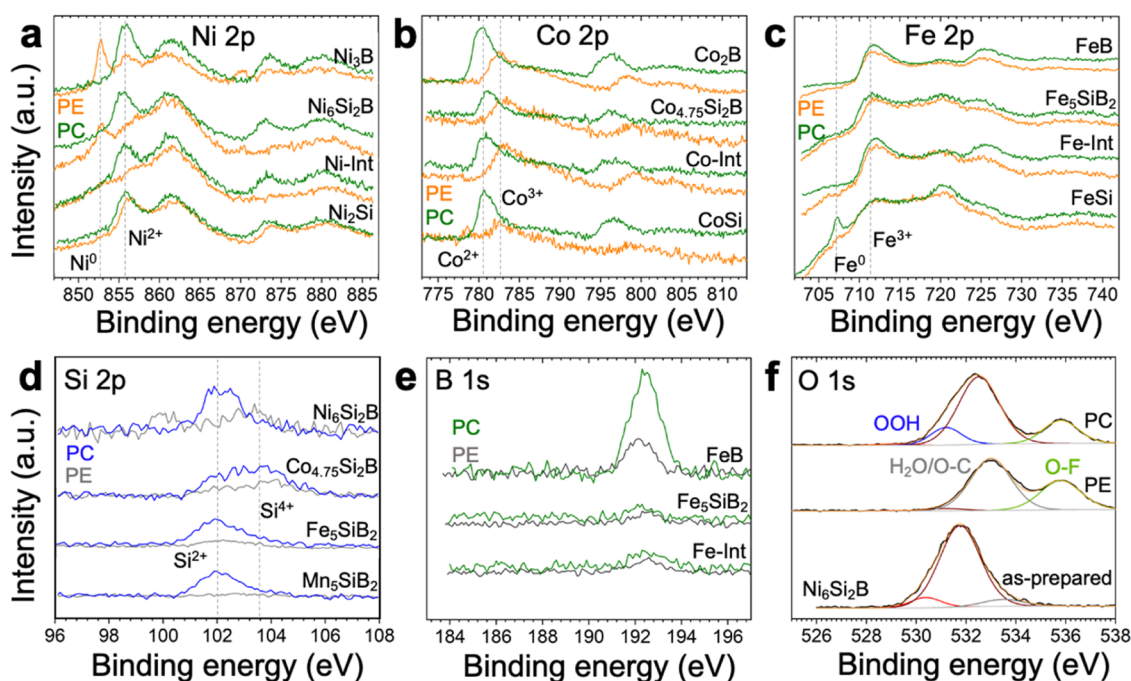 a Ni 2p
Ni₃B
PE
PC
Ni₆Si₂B
Ni-Int
Ni₂Si
Ni²⁺
Ni⁰
Intensity (a.u.)
847 850 855 860 865 870 875 880 885
Binding energy (eV)
b Co 2p
Co₂B
Co₄.₇₅Si₂B
Co-Int
PE
PC
Co³⁺
CoSi
Co²⁺
773 780 785 790 795 800 805 810
Binding energy (eV)
c Fe 2p
FeB
PE
PC
Fe₅SiB₂
Fe-Int
FeSi
Fe³⁺
Fe⁰
705 710 715 720 725 730 735 740
Binding energy (eV)
d Si 2p
Ni₆Si₂B
PC
PE
Co₄.₇₅Si₂B
Si⁴⁺
Fe₅SiB₂
Si²⁺
Mn₅SiB₂
Intensity (a.u.)
96 98 100 102 104 106 108
Binding energy (eV)
e B 1s
PC
PE
FeB
Fe₅SiB₂
Fe-Int
184 186 188 190 192 194 196
Binding energy (eV)
f O 1s
PC
OOH
H₂O/O-C
O-F
PE
as-prepared
Ni₆Si₂B
526 528 530 532 534 536 538
Binding energy (eV)